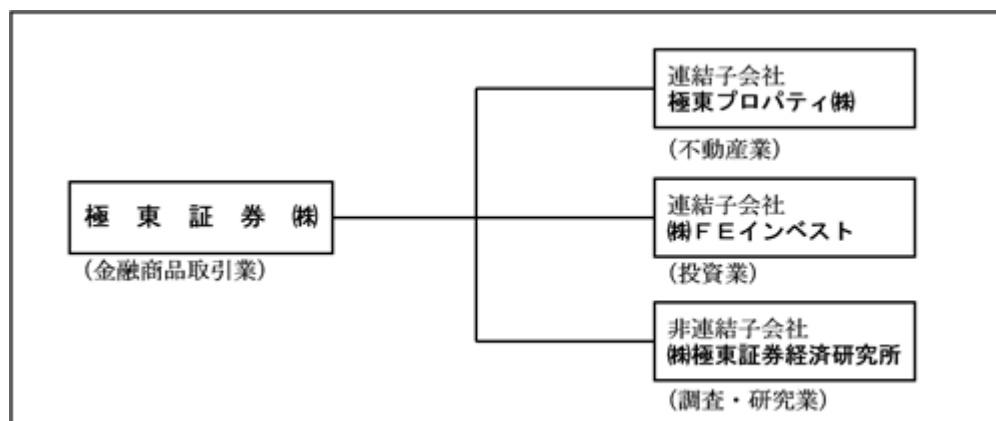 連結子会社
極東プロパティ㈱
(不動産業)
極東証券㈱
(金融商品取引業)
連結子会社
㈱FEインベスト
(投資業)
非連結子会社
㈱極東証券経済研究所
(調査・研究業)